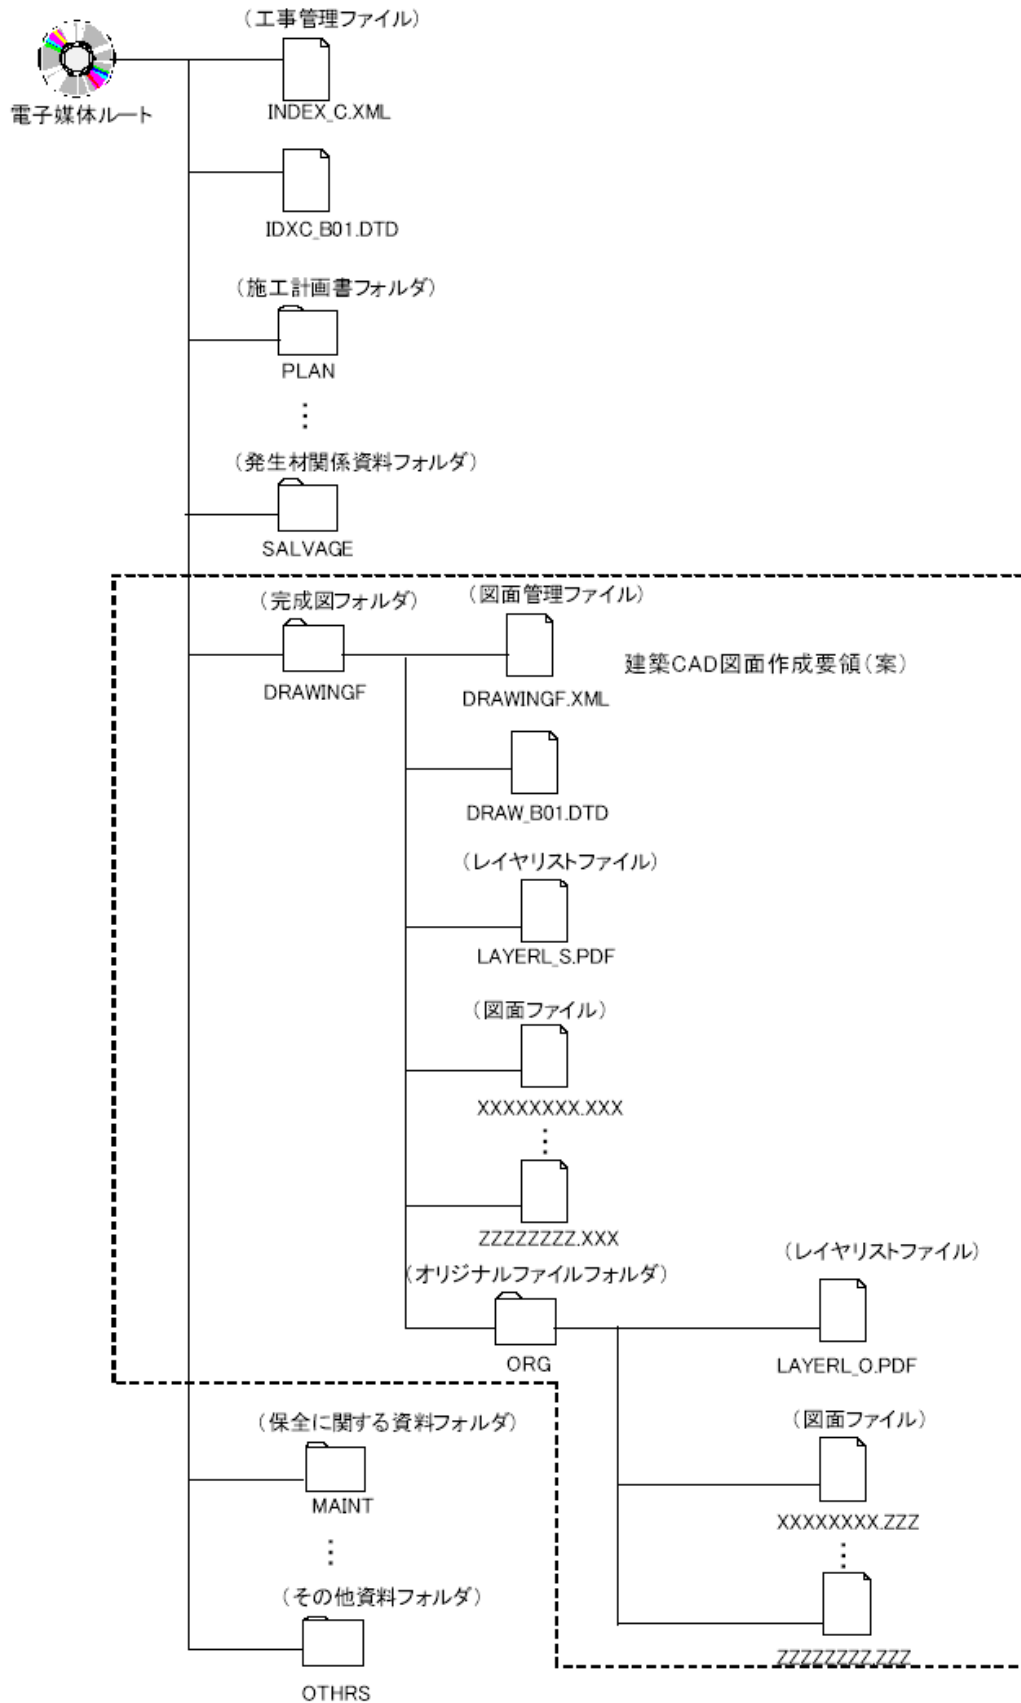 （工事管理ファイル）
電子媒体ルート
INDEX_C.XML
IDXC_B01.DTD
（施工計画書フォルダ）
PLAN
（発生材関係資料フォルダ）
SALVAGE
（完成図フォルダ）
（図面管理ファイル）
建築CAD図面作成要領（案）
DRAWINGF
DRAWINGF.XML
DRAW_B01.DTD
（レイヤリストファイル）
LAYERL_S.PDF
（図面ファイル）
XXXXXXXX.XXX
ZZZZZZZZ.XXX
（オリジナルファイルフォルダ）
ORG
（レイヤリストファイル）
LAYERL_O.PDF
（図面ファイル）
XXXXXXXX.ZZZ
ZZZZZZZZ.ZZZ
（保全に関する資料フォルダ）
MAINT
（その他資料フォルダ）
OTHRS